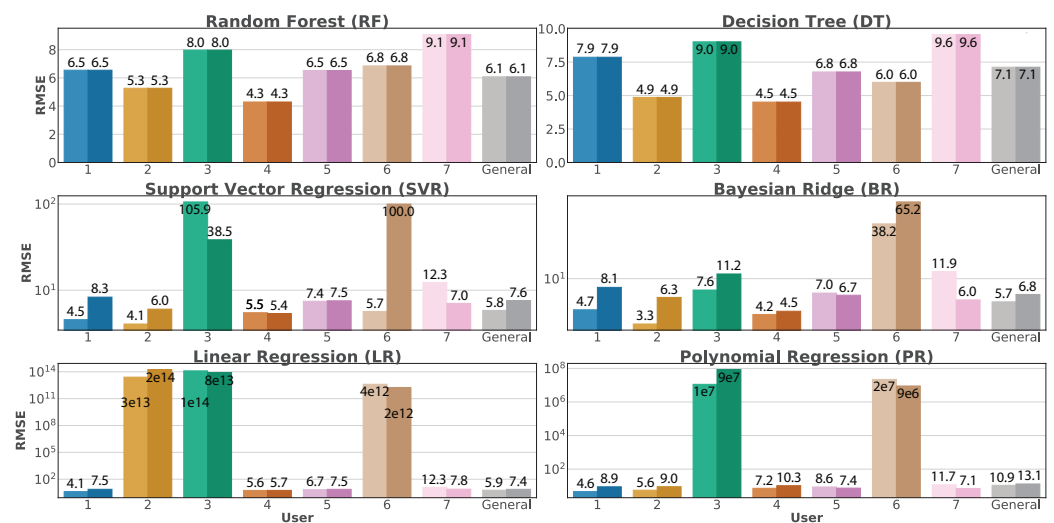 Random Forest (RF)
RMSE
8
6
4
2
0
6.5 6.5
5.3 5.3
8.0 8.0
4.3 4.3
6.5 6.5
6.8 6.8
9.1 9.1
6.1 6.1
1 2 3 4 5 6 7 General
Decision Tree (DT)
10.0
7.5
5.0
2.5
0.0
7.9 7.9
4.9 4.9
9.0 9.0
4.5 4.5
6.8 6.8
6.0 6.0
9.6 9.6
7.1 7.1
1 2 3 4 5 6 7 General
Support Vector Regression (SVR)
RMSE
10²
10¹
4.5 8.3
4.1 6.0
105.9 38.5
5.5 5.4
7.4 7.5
5.7 100.0
12.3 7.0
5.8 7.6
1 2 3 4 5 6 7 General
Bayesian Ridge (BR)
10¹
4.7 8.1
3.3 6.3
7.6 11.2
4.2 4.5
7.0 6.7
38.2 65.2
11.9 6.0
5.7 6.8
1 2 3 4 5 6 7 General
Linear Regression (LR)
RMSE
10¹⁴
10¹¹
10⁸
10⁵
10²
4.1 7.5
3e13 2e14
1e14 8e13
5.6 5.7
6.7 7.5
4e12 2e12
12.3 7.8
5.9 7.4
1 2 3 4 5 6 7 General
User
Polynomial Regression (PR)
10⁸
10⁶
10⁴
10²
4.6 8.9
5.6 9.0
1e7 9e7
7.2 10.3
8.6 7.4
2e7 9e6
11.7 7.1
10.9 13.1
1 2 3 4 5 6 7 General
User